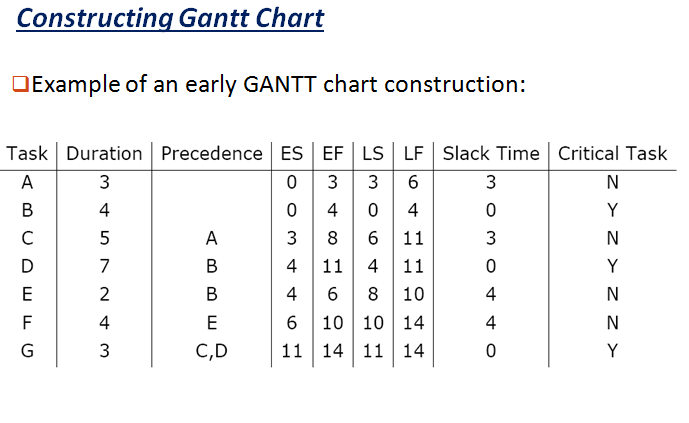 Constructing Gantt Chart
Example of an early GANTT chart construction:
Task Duration Precedence ES EF LS LF Slack Time Critical Task
A 3 0 3 3 6 3 N
B 4 0 4 0 4 0 Y
C 5 A 3 8 6 11 3 N
D 7 B 4 11 4 11 0 Y
E 2 B 4 6 8 10 4 N
F 4 E 6 10 10 14 4 N
G 3 C,D 11 14 11 14 0 Y